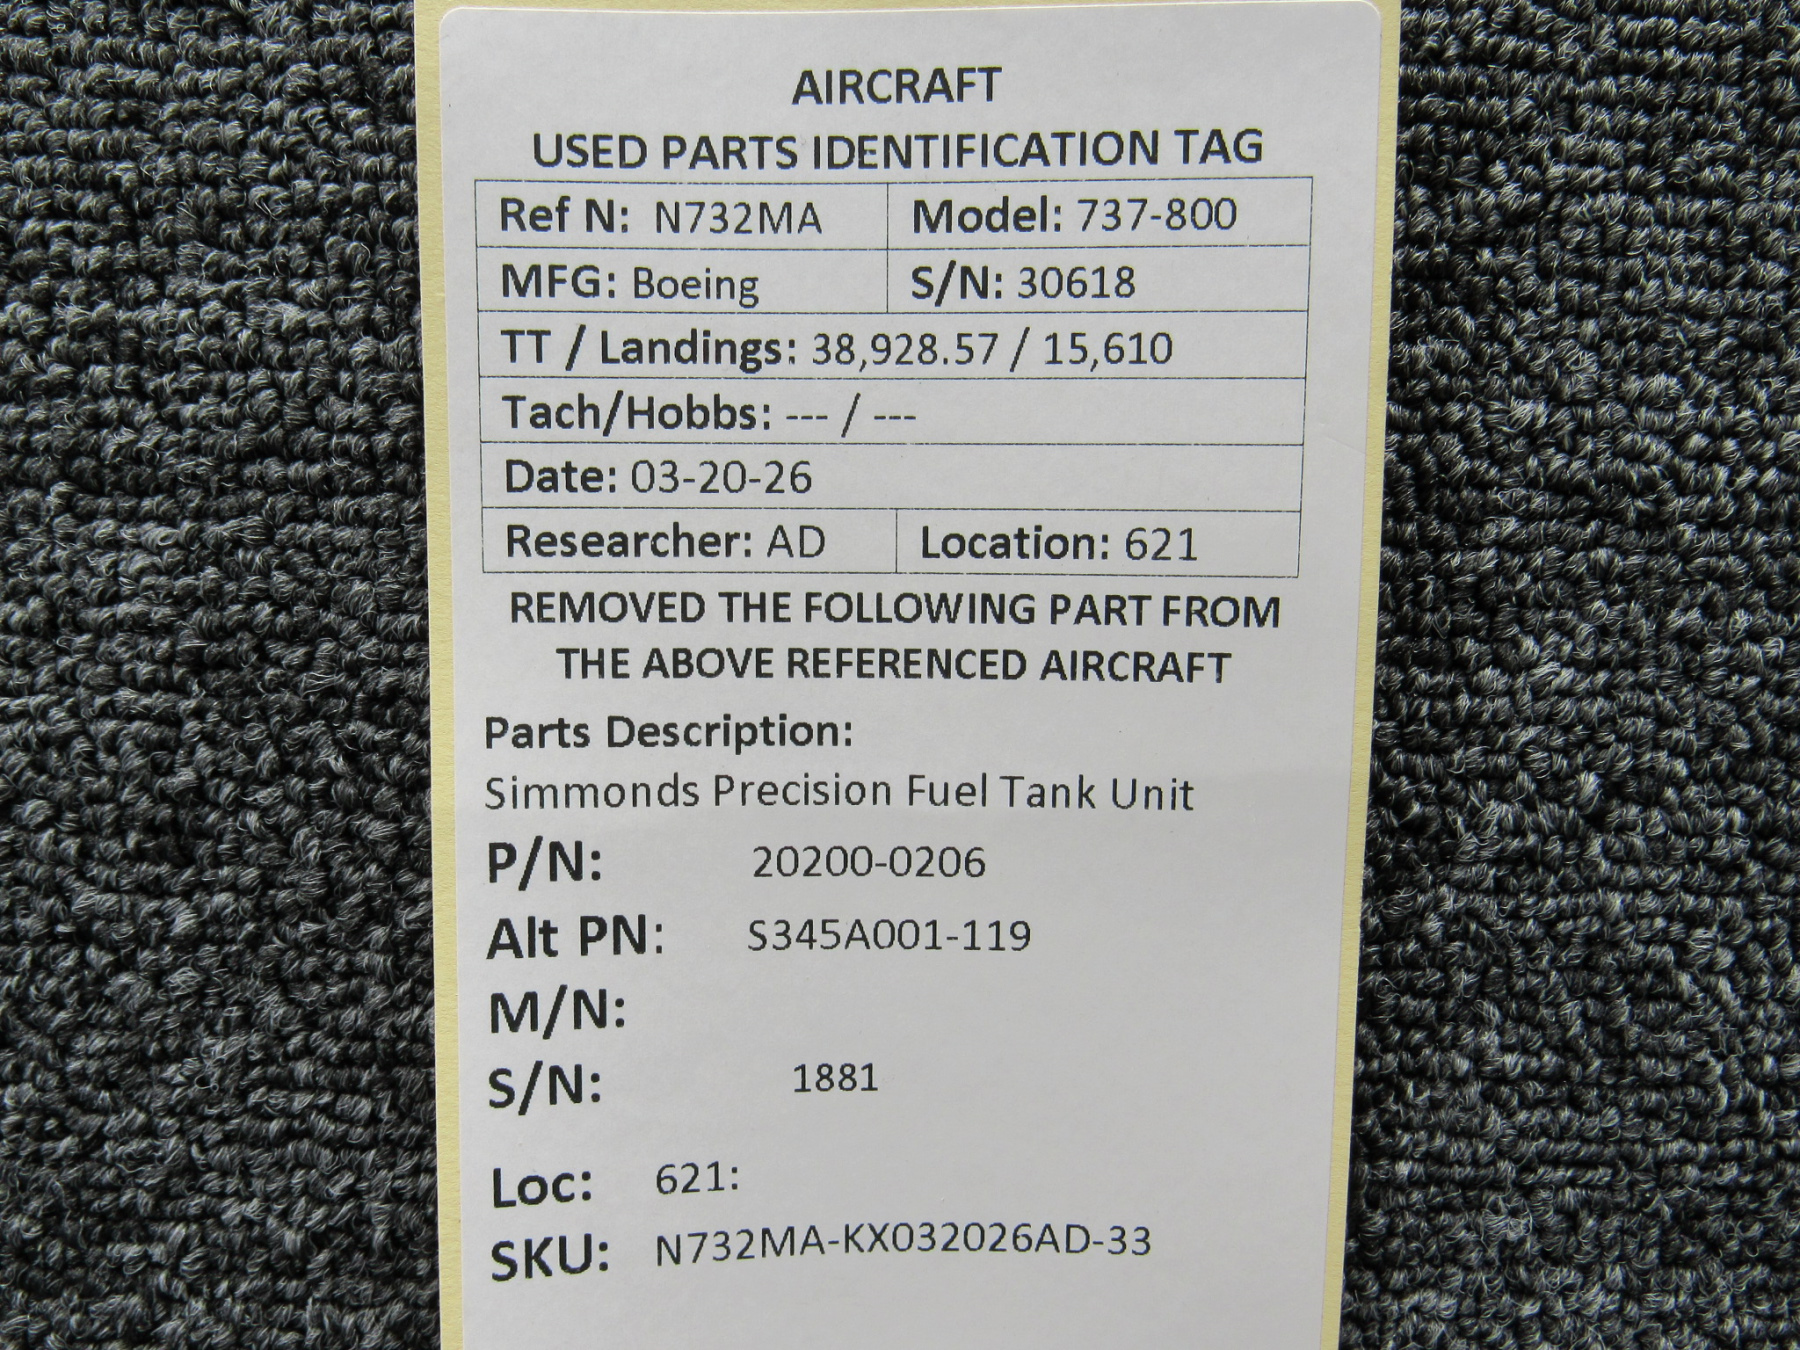 AIRCRAFT
USED PARTS IDENTIFICATION TAG
Ref N: N732MA Model: 737-800
MFG: Boeing S/N: 30618
TT / Landings: 38,928.57 / 15,610
Tach/Hobbs: --- / ---
Date: 03-20-26
Researcher: AD Location: 621
REMOVED THE FOLLOWING PART FROM
THE ABOVE REFERENCED AIRCRAFT
Parts Description:
Simmonds Precision Fuel Tank Unit
P/N: 20200-0206
Alt PN: S345A001-119
M/N:
S/N: 1881
Loc: 621:
SKU: N732MA-KX032026AD-33